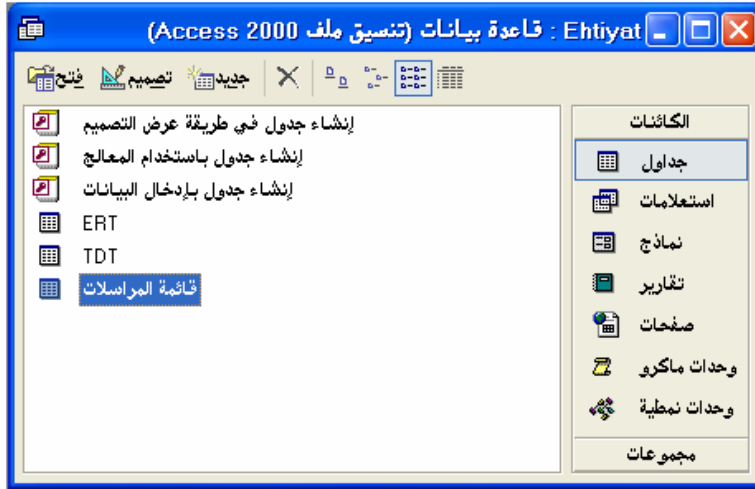 Ehtiyat : قاعدة بيانات (تنسيق ملف Access 2000)
فتح تصميم جديد
الكائنات
جداول
استعلامات
نماذج
تقارير
صفحات
وحدات ماكرو
وحدات نمطية
مجموعات
إنشاء جدول في طريقة عرض التصميم
إنشاء جدول باستخدام المعالج
إنشاء جدول بإدخال البيانات
ERT
TDT
قائمة المراسلات